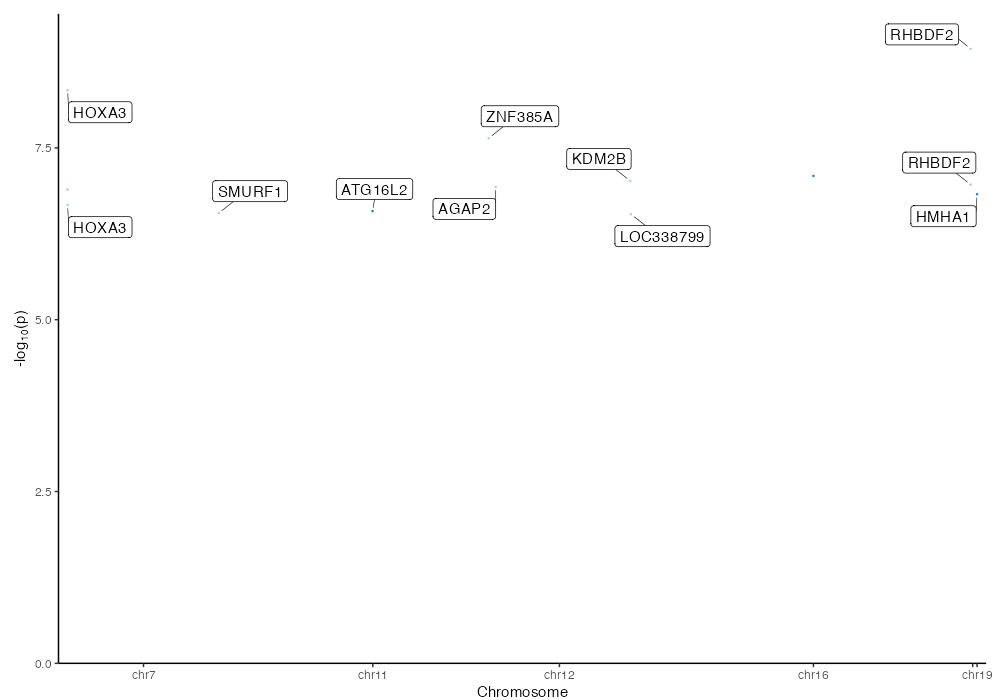 RHBDF2
HOXA3
ZNF385A
7.5
KDM2B
RHBDF2
SMURF1
ATG16L2
AGAP2
HMHA1
HOXA3
LOC338799
5.0
-log10(p)
2.5
0.0
chr7
chr11
chr12
chr16
chr19
Chromosome